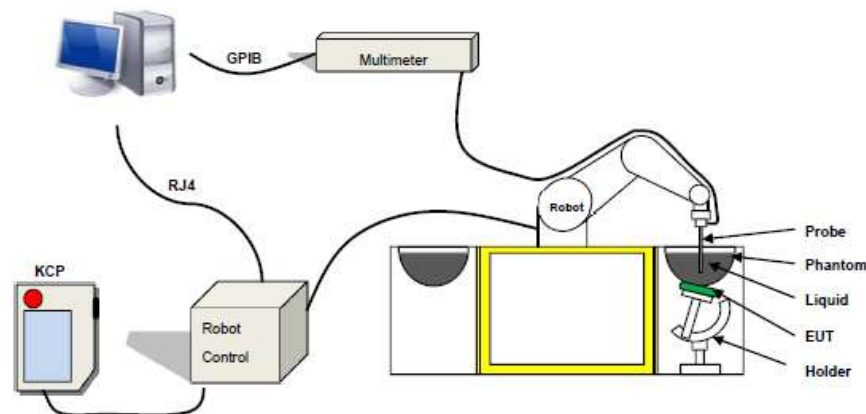 GPIB
Multimeter
RJ4
Robot
Probe
Phantom
Liquid
EUT
Holder
KCP
Robot
Control